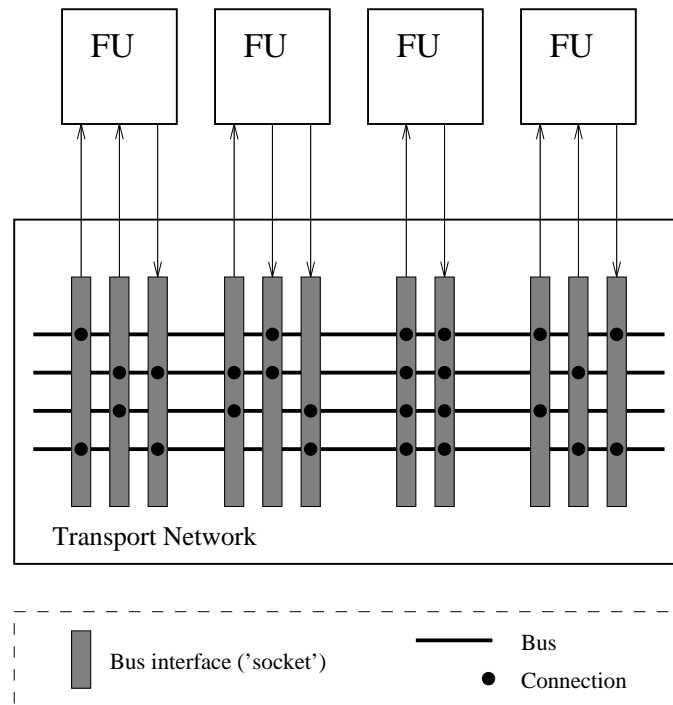 FU
FU
FU
FU
Transport Network
Bus interface ('socket')
Bus
Connection